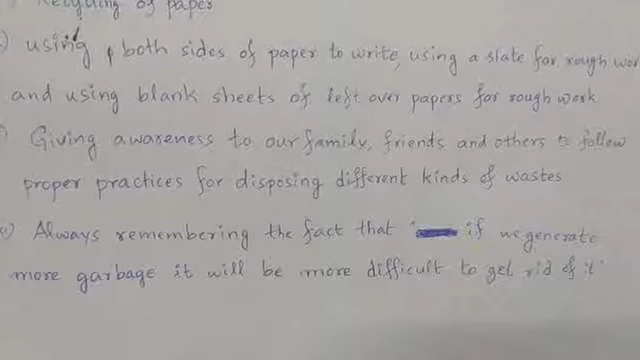 Recycling of paper
) using both sides of paper to write, using a slate for rough wor
and using blank sheets of left over papers for rough work
) Giving awareness to our family, friends and others to follow
proper practices for disposing different kinds of wastes
) Always remembering the fact that ' if we generate
more garbage it will be more difficult to get rid of it'